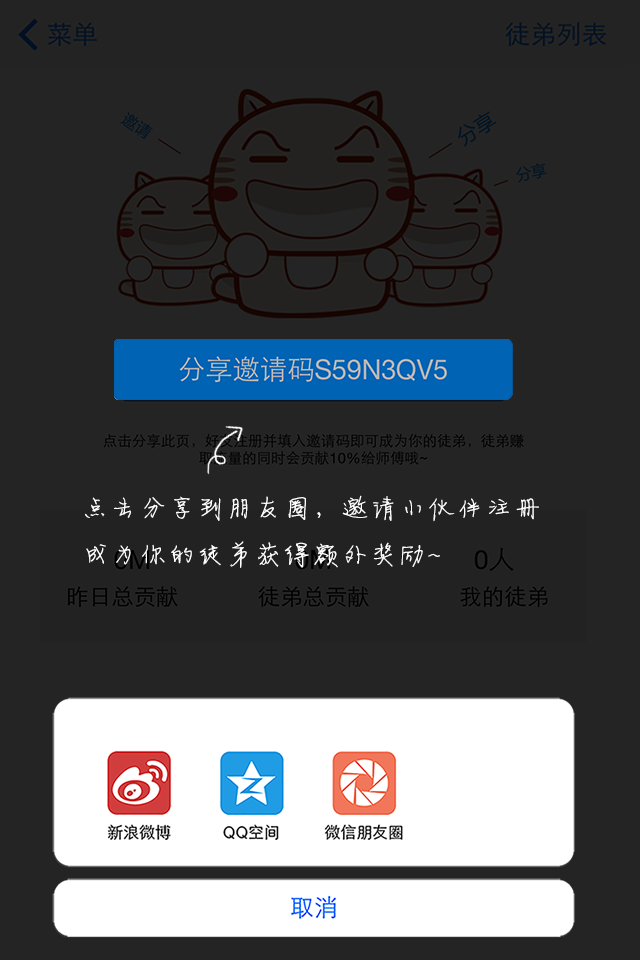 菜单
徒弟列表
邀请
分享
分享
分享邀请码S59N3QV5
点击分享此页，好友注册并填入邀请码即可成为你的徒弟，徒弟赚
取流量的同时会贡献10%给师傅哦~
点击分享到朋友圈，邀请小伙伴注册
成为你的徒弟获得额外奖励~
0M
0M
0人
昨日总贡献
徒弟总贡献
我的徒弟
新浪微博
QQ空间
微信朋友圈
取消